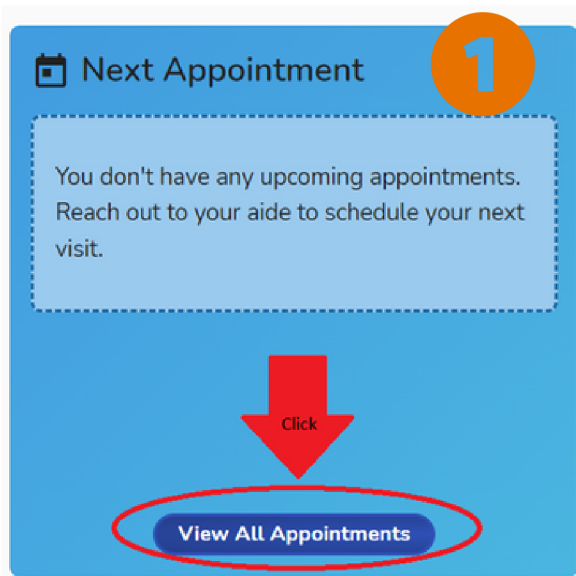 Next Appointment
1
You don't have any upcoming appointments.
Reach out to your aide to schedule your next
visit.
Click
View All Appointments